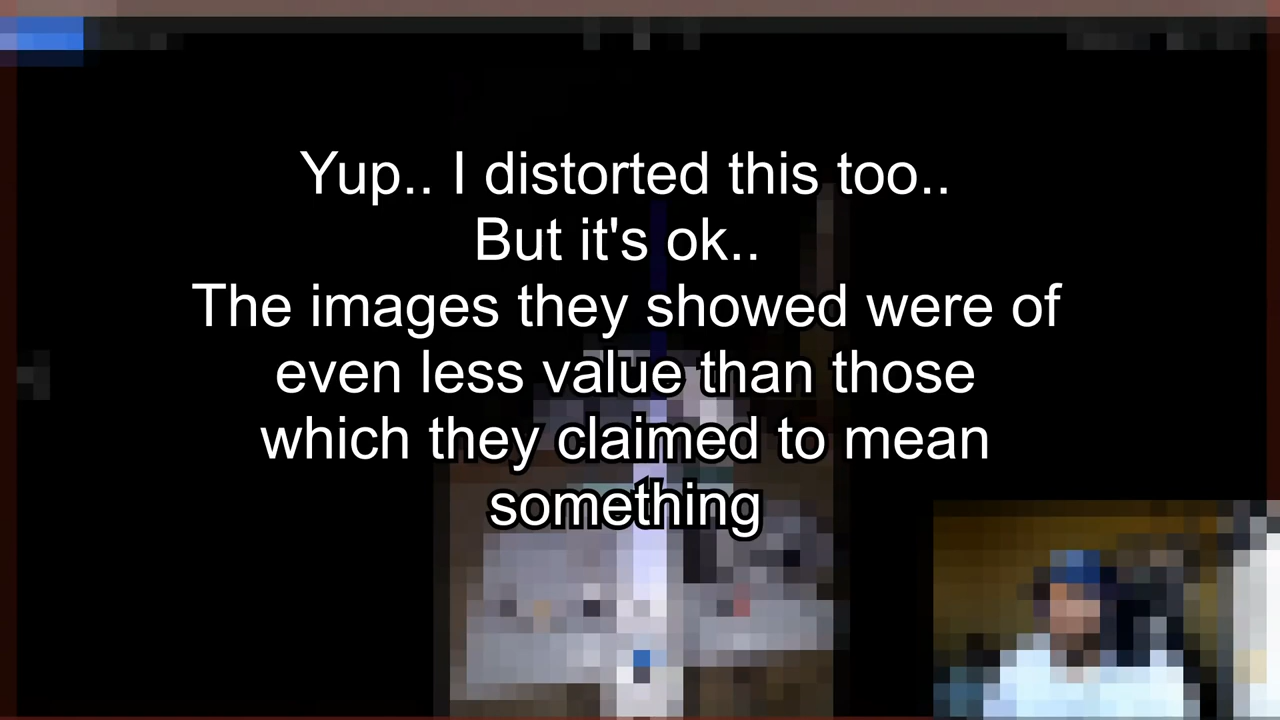 Yup.. I distorted this too..
But it's ok..
The images they showed were of
even less value than those
which they claimed to mean
something